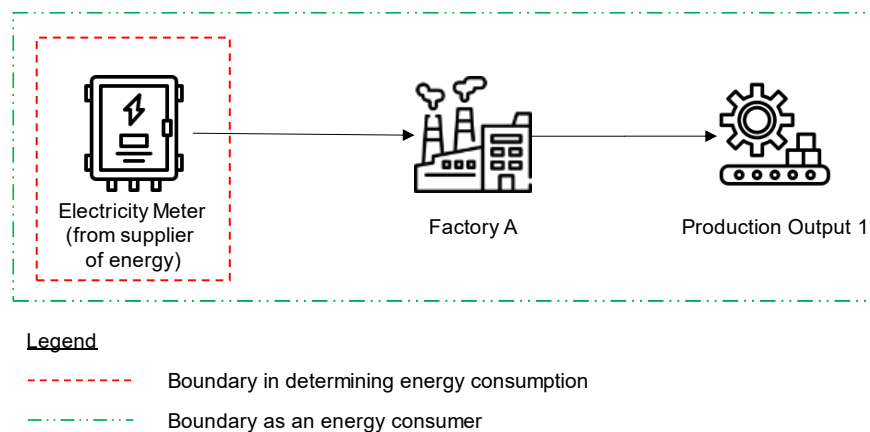 Electricity Meter
(from supplier
of energy)
Factory A
Production Output 1
Legend
Boundary in determining energy consumption
Boundary as an energy consumer